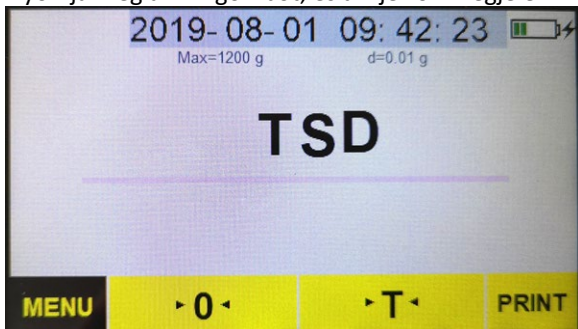 2019-08-01 09:42:23
Max=1200 g d=0.01 g
TSD
MENU ▸0◂ ▸T◂ PRINT